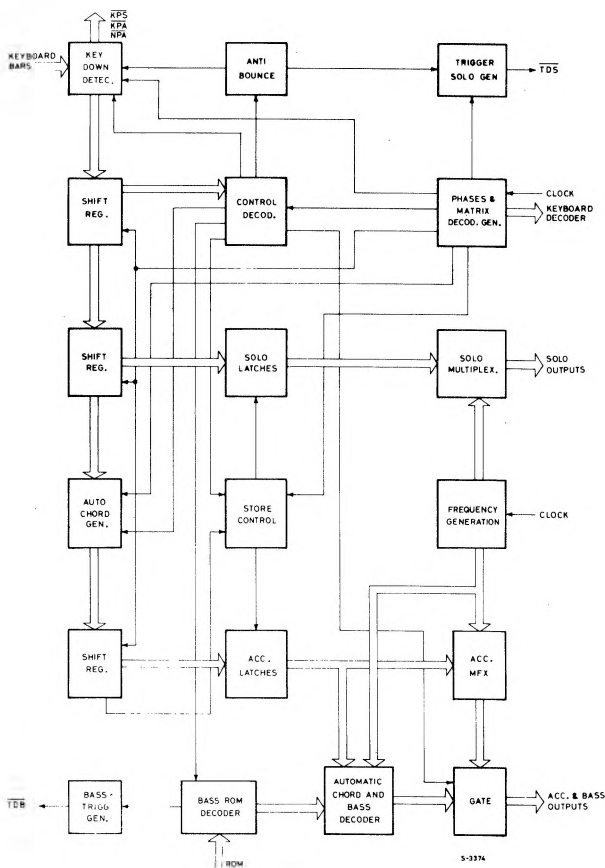 KPS
KPA
NPA
KEYBOARD
BARS
KEY
DOWN
DETEC.
ANTI
BOUNCE
TRIGGER
SOLO GEN
TDS
SHIFT
REG.
CONTROL
DECOD.
PHASES &
MATRIX
DECOD. GEN.
CLOCK
KEYBOARD
DECODER
SHIFT
REG.
SOLO
LATCHES
SOLO
MULTIPLEX.
SOLO
OUTPUTS
AUTO
CHORD
GEN.
STORE
CONTROL
FREQUENCY
GENERATION
CLOCK
SHIFT
REG.
ACC.
LATCHES
ACC.
MFX
TDB
BASS
TRIGG
GEN.
BASS ROM
DECODER
AUTOMATIC
CHORD AND
BASS
DECODER
GATE
ACC. & BASS
OUTPUTS
ROM
S-3374